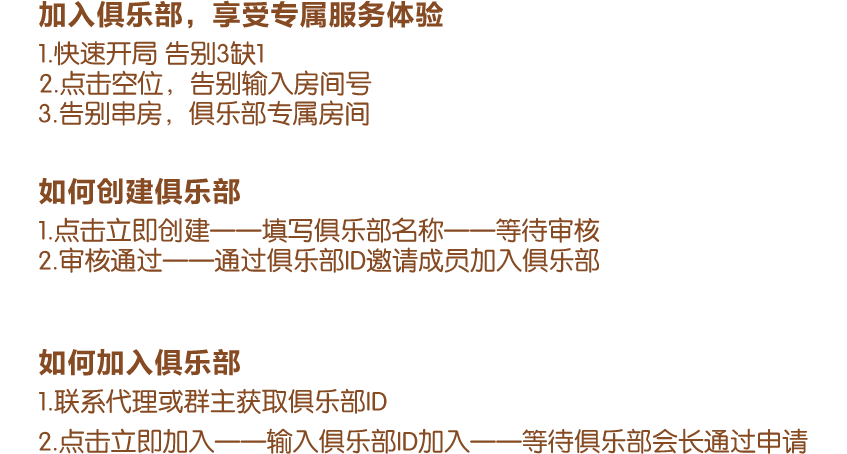 加入俱乐部，享受专属服务体验
1.快速开局 告别3缺1
2.点击空位，告别输入房间号
3.告别串房，俱乐部专属房间
如何创建俱乐部
1.点击立即创建——填写俱乐部名称——等待审核
2.审核通过——通过俱乐部ID邀请成员加入俱乐部
如何加入俱乐部
1.联系代理或群主获取俱乐部ID
2.点击立即加入——输入俱乐部ID加入——等待俱乐部会长通过申请